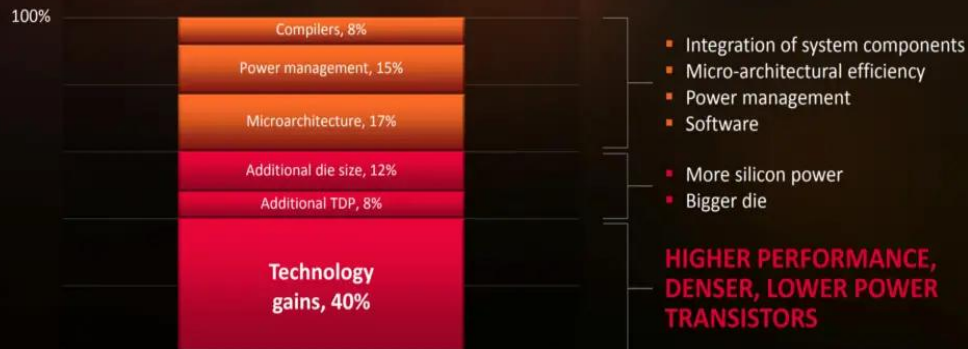 100%
Compilers, 8%
Power management, 15%
Microarchitecture, 17%
Additional die size, 12%
Additional TDP, 8%
Technology
gains, 40%
Integration of system components
Micro-architectural efficiency
Power management
Software
More silicon power
Bigger die
HIGHER PERFORMANCE,
DENSER, LOWER POWER
TRANSISTORS